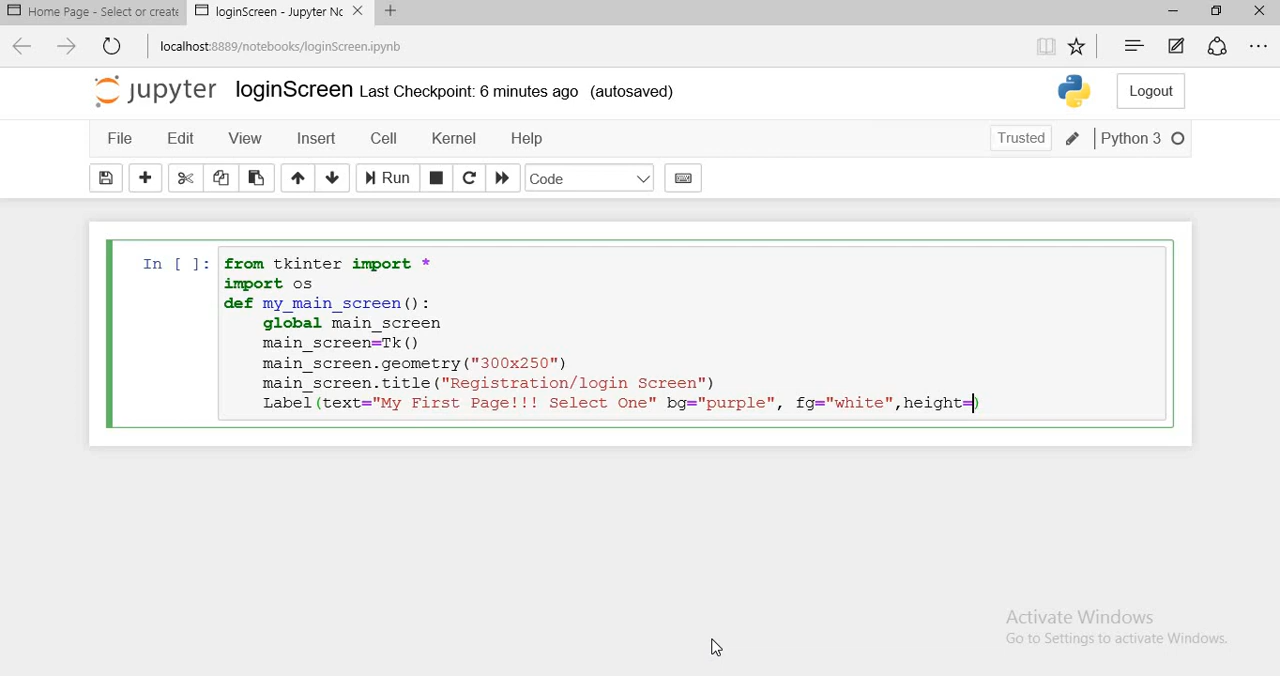 Home Page - Select or create
loginScreen - Jupyter Nc
localhost:8889/notebooks/loginScreen.ipynb
jupyter loginScreen Last Checkpoint: 6 minutes ago (autosaved)
Logout
File Edit View Insert Cell Kernel Help Trusted Python 3
Run Code
In [ ]:
from tkinter import *
import os
def my_main_screen():
    global main_screen
    main_screen=Tk()
    main_screen.geometry("300x250")
    main_screen.title("Registration/login Screen")
    Label(text="My First Page!!! Select One" bg="purple", fg="white",height=)
Activate Windows
Go to Settings to activate Windows.